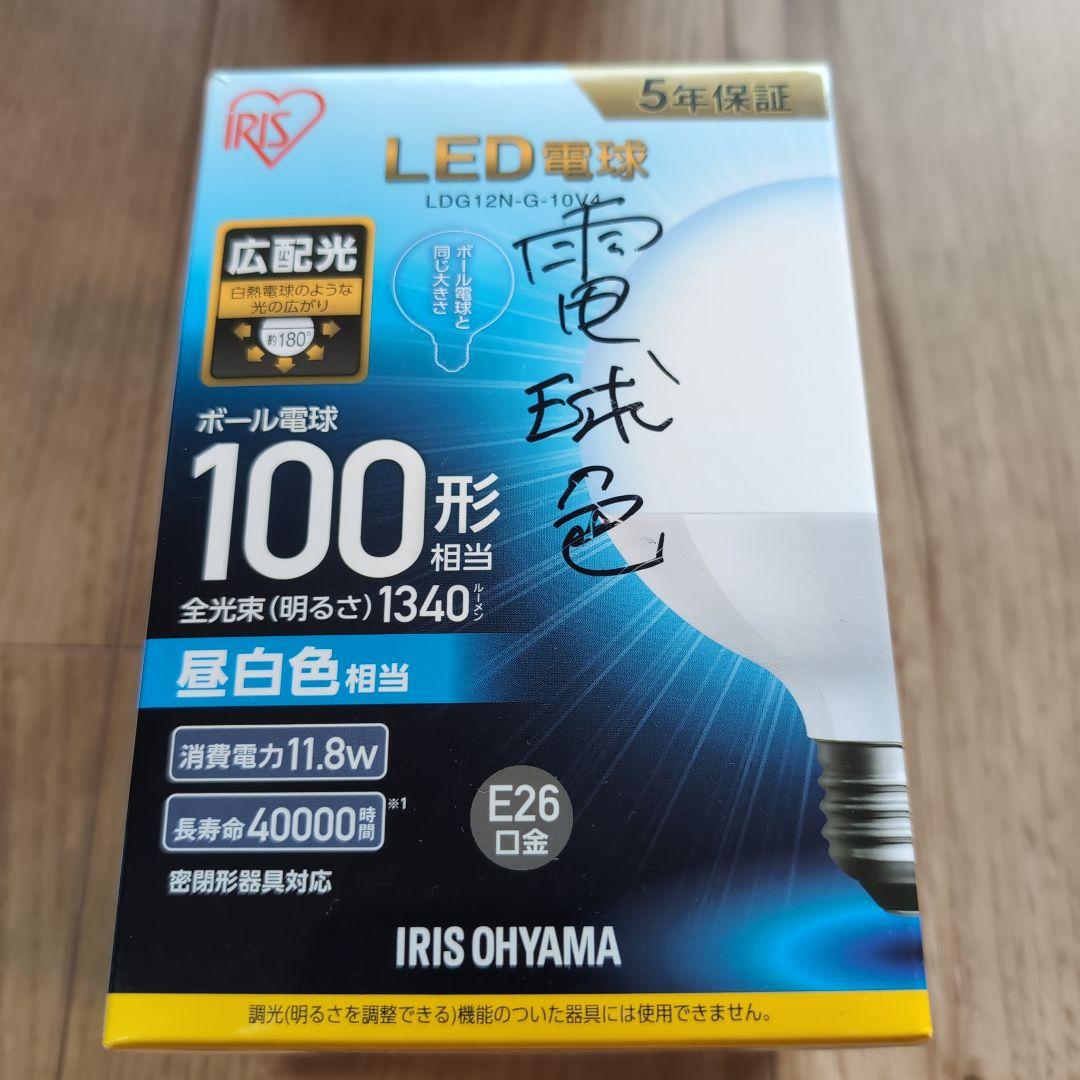 IRIS
5年保証
LED電球
LDG12N-G-10V4
広配光
白熱電球のような
光の広がり
約180°
ボール電球と
同じ大きさ
電球色
ボール電球
100形
相当
全光束(明るさ)1340ルーメン
昼白色相当
消費電力11.8W
長寿命40000時間※1
密閉形器具対応
E26
口金
IRIS OHYAMA
調光(明るさを調整できる)機能のついた器具には使用できません。